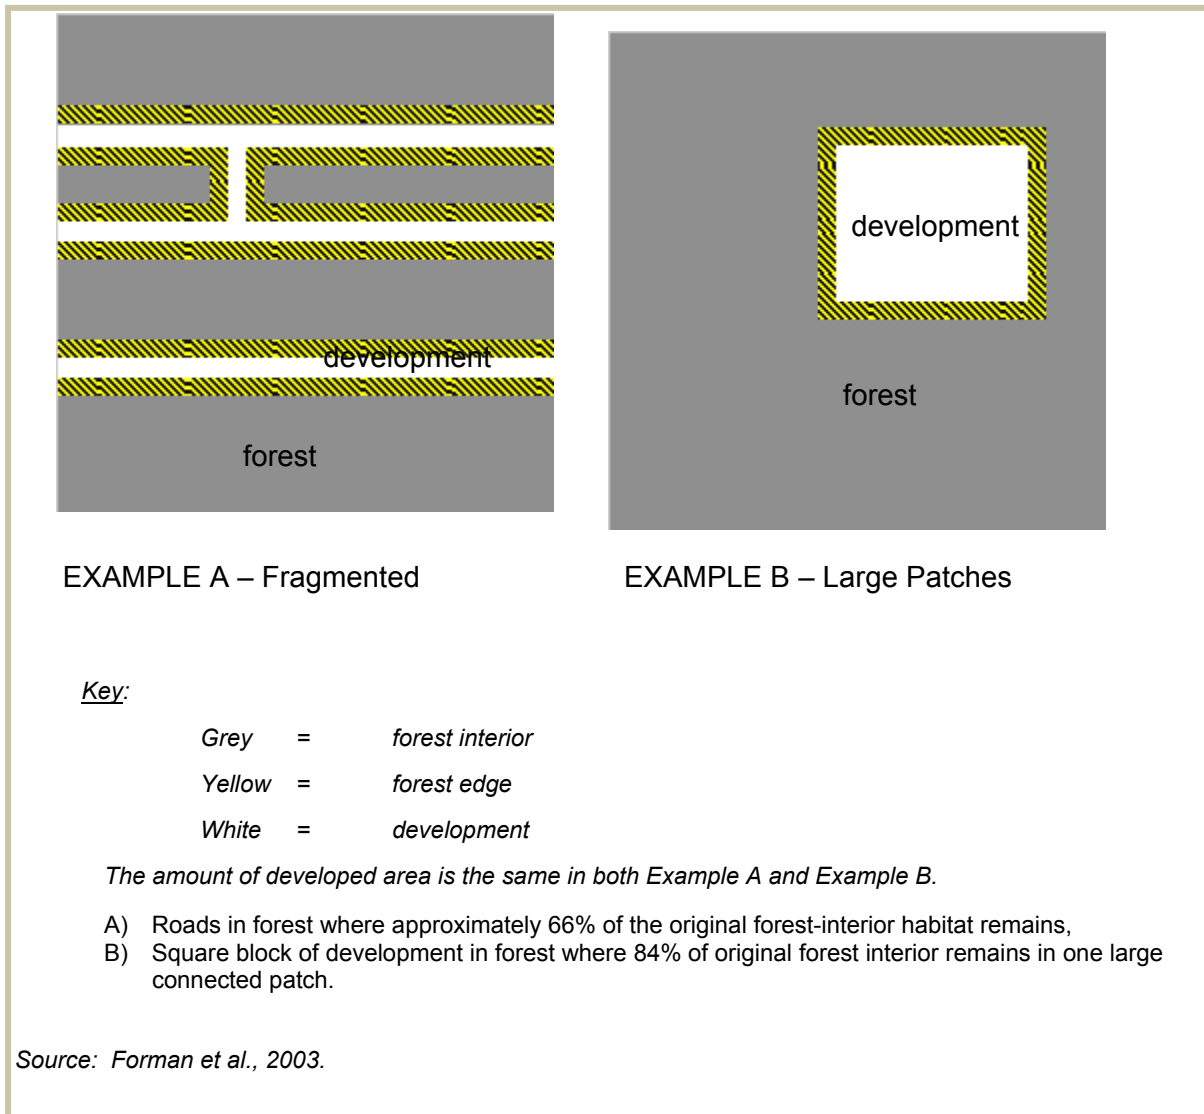 development
forest
development
forest
EXAMPLE A – Fragmented
EXAMPLE B – Large Patches
Key:
Grey = forest interior
Yellow = forest edge
White = development
The amount of developed area is the same in both Example A and Example B.
A) Roads in forest where approximately 66% of the original forest-interior habitat remains,
B) Square block of development in forest where 84% of original forest interior remains in one large
connected patch.
Source: Forman et al., 2003.